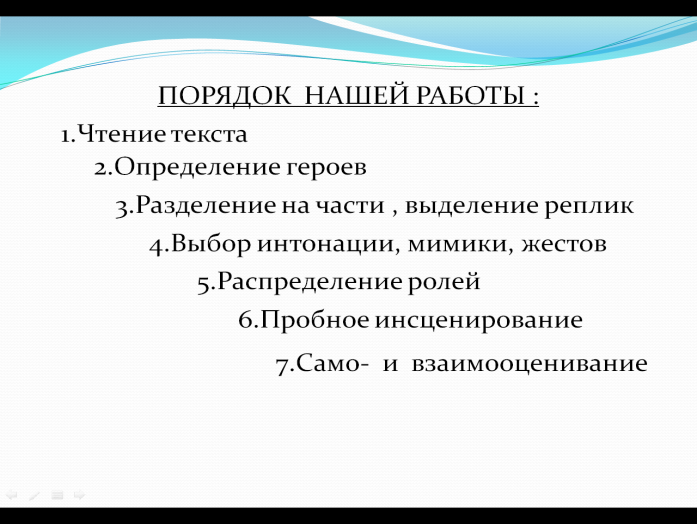 ПОРЯДОК НАШЕЙ РАБОТЫ :
1.Чтение текста
2.Определение героев
3.Разделение на части , выделение реплик
4.Выбор интонации, мимики, жестов
5.Распределение ролей
6.Пробное инсценирование
7.Само- и взаимооценивание